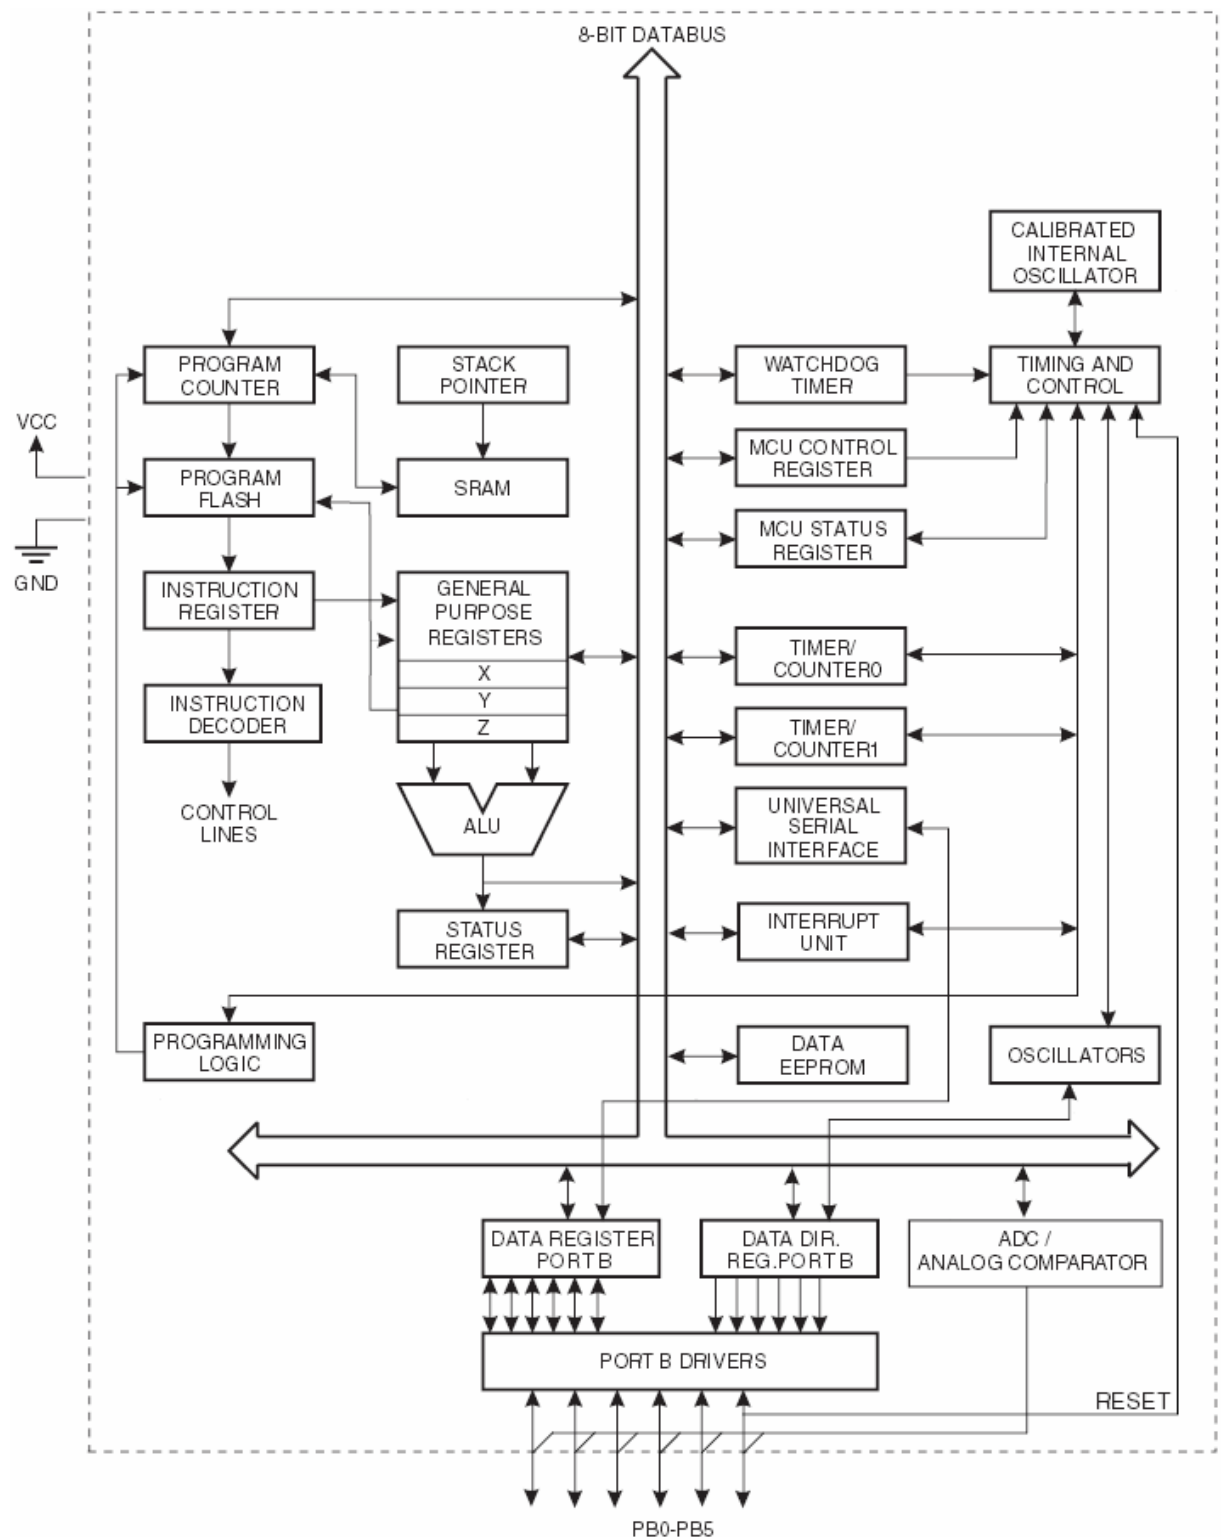 8-BIT DATABUS
CALIBRATED
INTERNAL
OSCILLATOR
PROGRAM
COUNTER
STACK
POINTER
WATCHDOG
TIMER
TIMING AND
CONTROL
VCC
GND
PROGRAM
FLASH
SRAM
MCU CONTROL
REGISTER
MCU STATUS
REGISTER
INSTRUCTION
REGISTER
GENERAL
PURPOSE
REGISTERS
X
Y
Z
TIMER/
COUNTER0
INSTRUCTION
DECODER
TIMER/
COUNTER1
CONTROL
LINES
ALU
UNIVERSAL
SERIAL
INTERFACE
STATUS
REGISTER
INTERRUPT
UNIT
PROGRAMMING
LOGIC
DATA
EEPROM
OSCILLATORS
DATA REGISTER
PORT B
DATA DIR.
REG.PORT B
ADC /
ANALOG COMPARATOR
PORT B DRIVERS
RESET
PB0-PB5